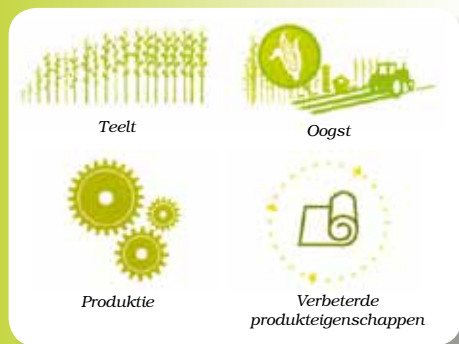 Teelt
Oogst
Produktie
Verbeterde
produkteigenschappen